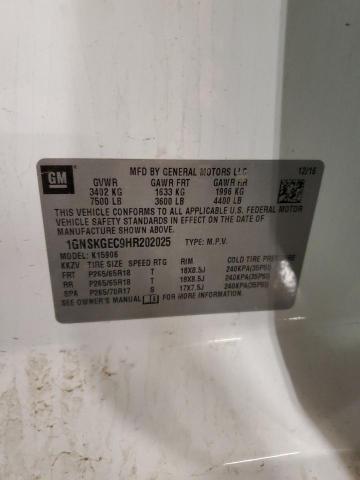 GM
MFD BY GENERAL MOTORS LLC 12/16
GVWR GAWR FRT GAWR RR
3402 KG 1633 KG 1996 KG
7500 LB 3600 LB 4400 LB
THIS VEHICLE CONFORMS TO ALL APPLICABLE U.S. FEDERAL MOTOR
VEHICLE SAFETY STANDARDS IN EFFECT ON THE DATE OF
MANUFACTURE SHOWN ABOVE.
1GNSKGEC9HR202025 TYPE: M.P.V.
MODEL: K15906
KKZV TIRE SIZE SPEED RTG RIM COLD TIRE PRESSURE
FRT P265/65R18 T 18X8.5J 240KPA(35PSI)
RR P265/65R18 T 18X8.5J 240KPA(35PSI)
SPA P265/70R17 S 17X7.5J 240KPA(35PSI)
SEE OWNER'S MANUAL FOR MORE INFORMATION.